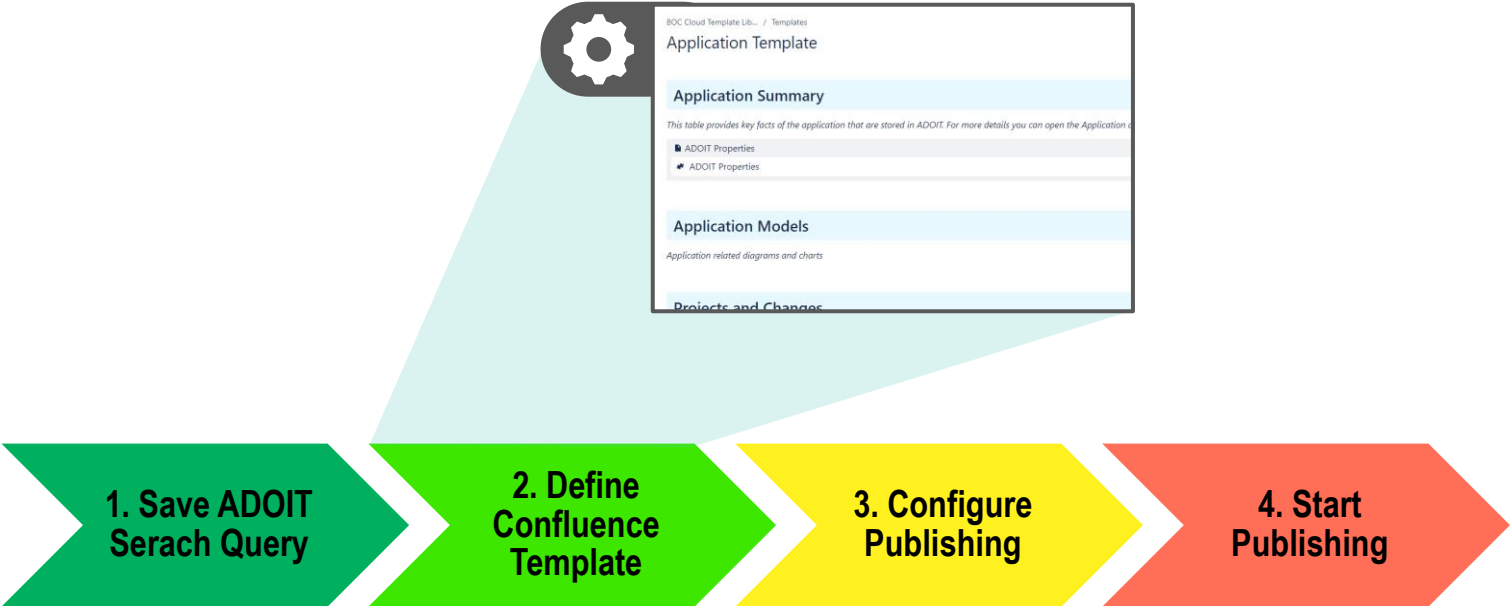 BOC Cloud Template Lib... / Templates
Application Template
Application Summary
This table provides key facts of the application that are stored in ADOIT. For more details you can open the Application
ADOIT Properties
ADOIT Properties
Application Models
Application related diagrams and charts
Projects and Changes
1. Save ADOIT
Serach Query
2. Define
Confluence
Template
3. Configure
Publishing
4. Start
Publishing